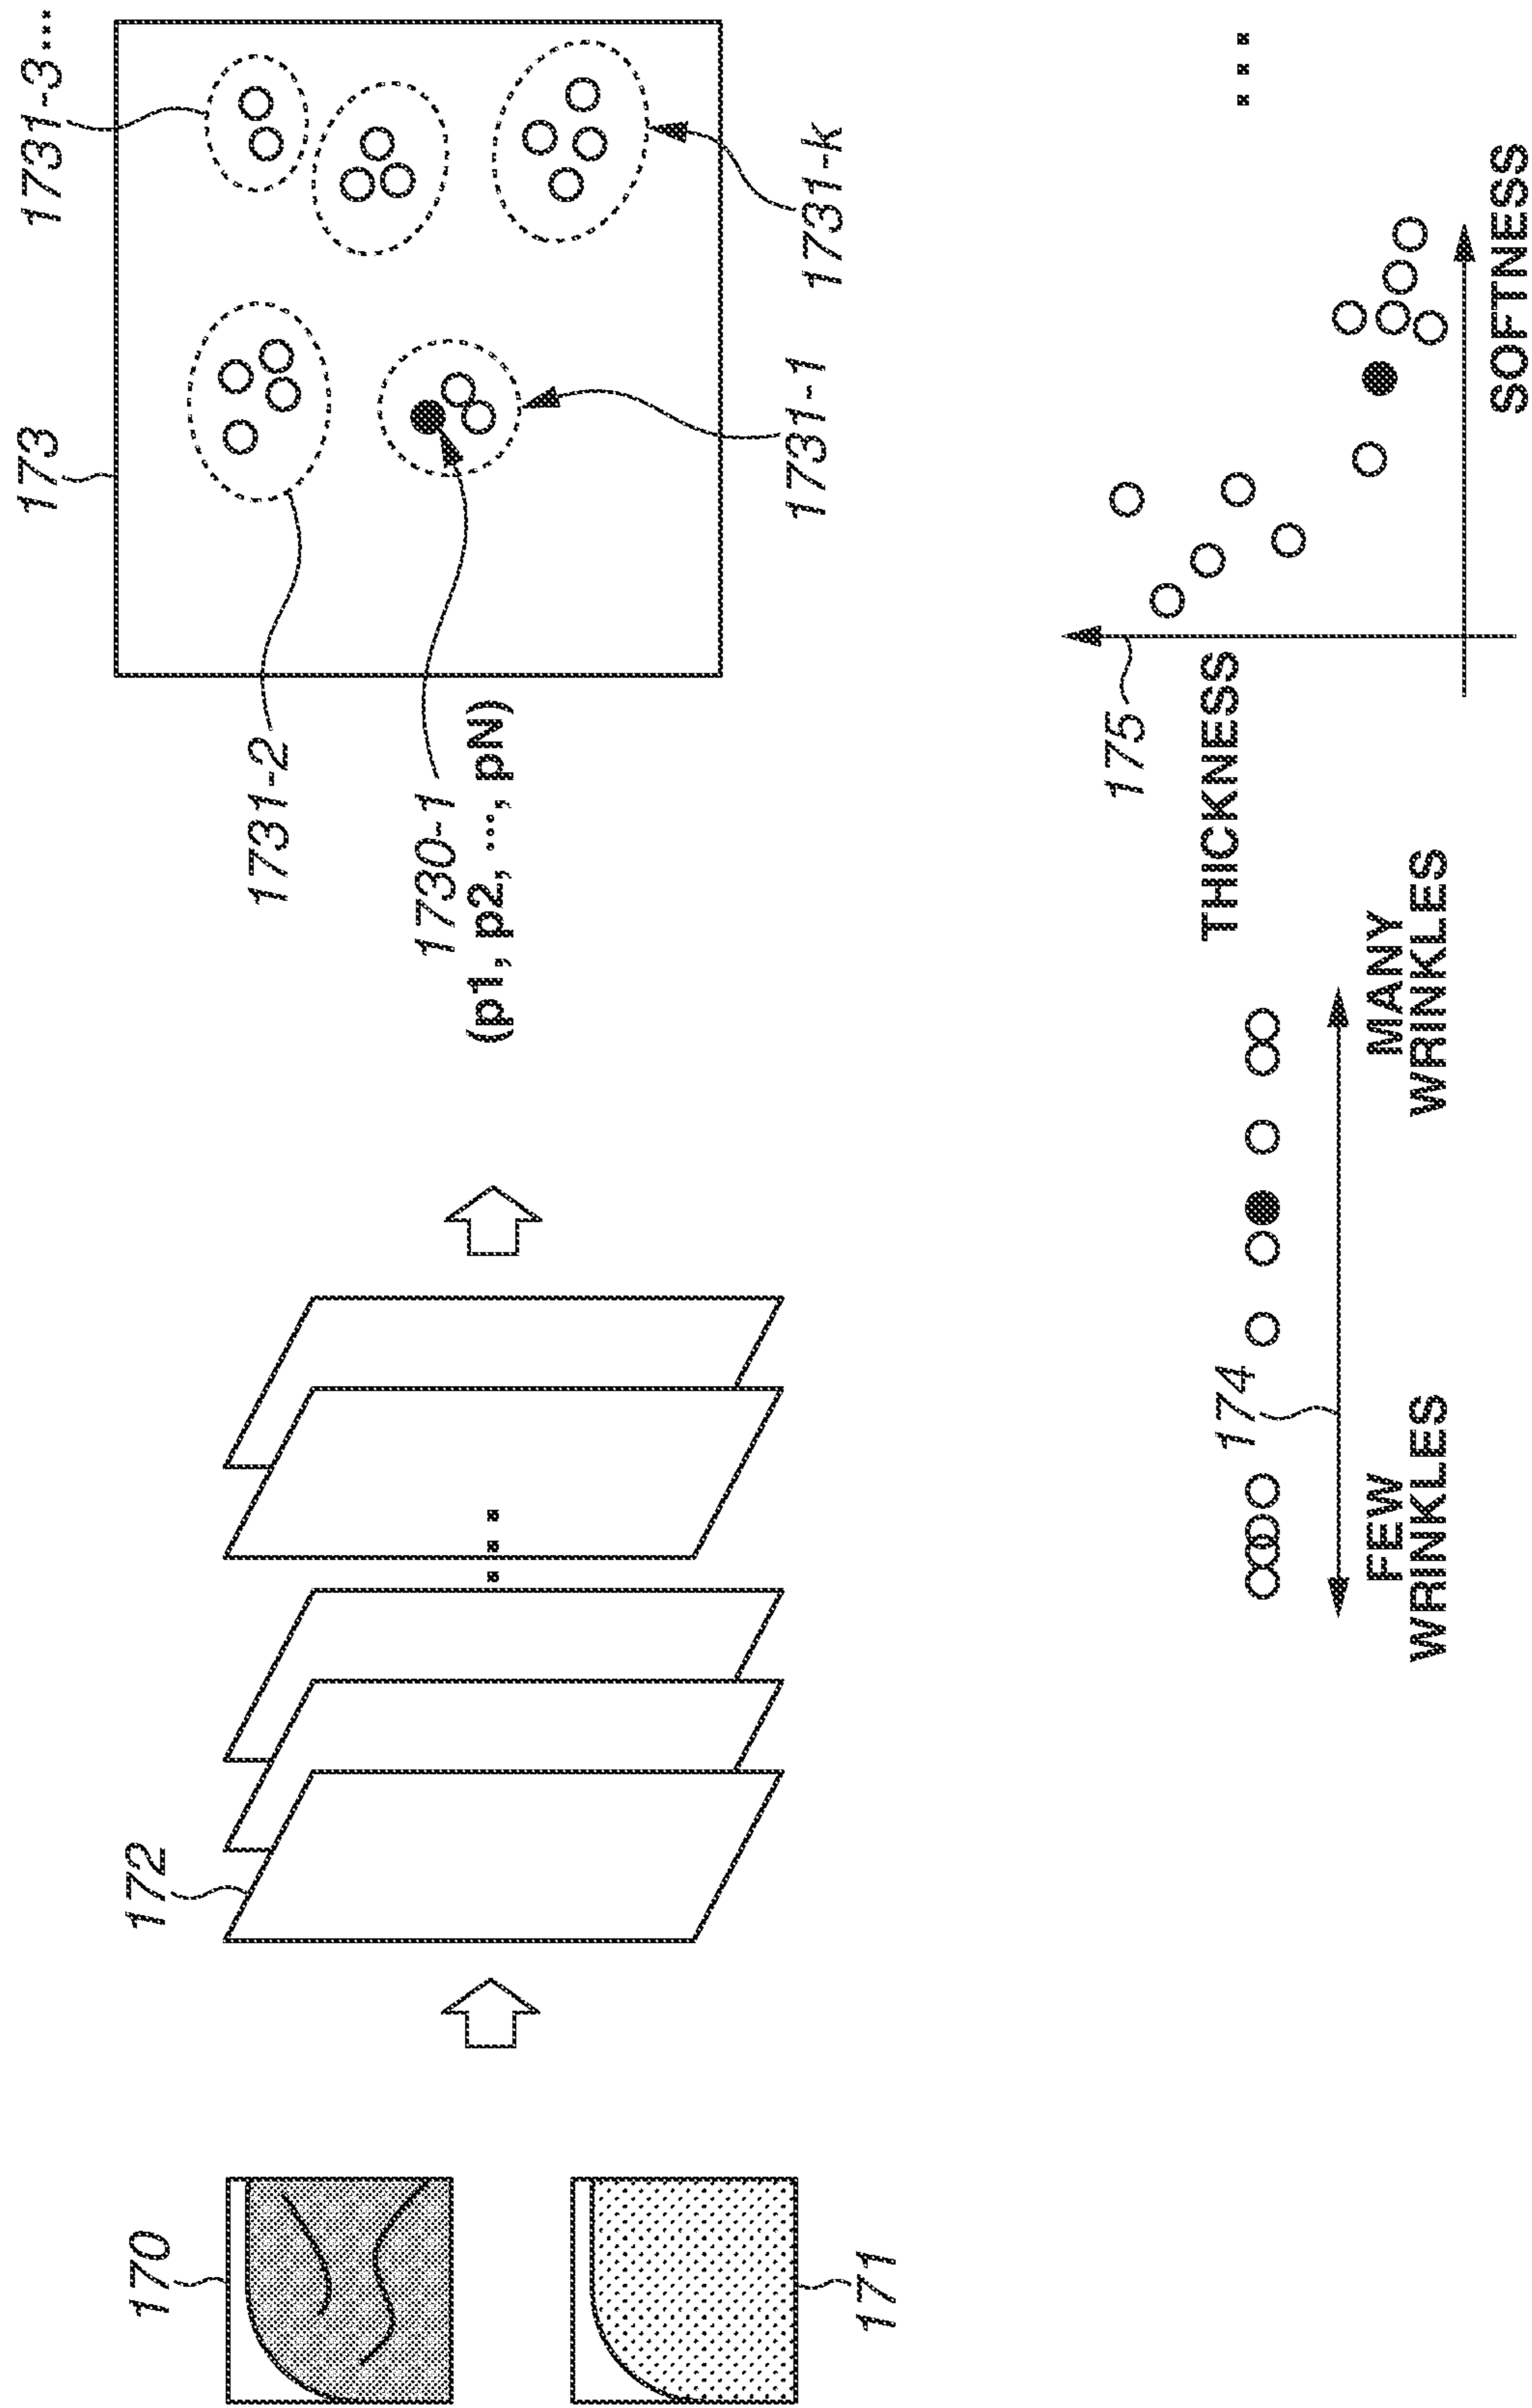 170
171
172
173
1731-3...
1731-2
1730-1
(p1, p2, ..., pN)
1731-1
1731-k
174
FEW
WRINKLES
MANY
WRINKLES
175
THICKNESS
SOFTNESS
...